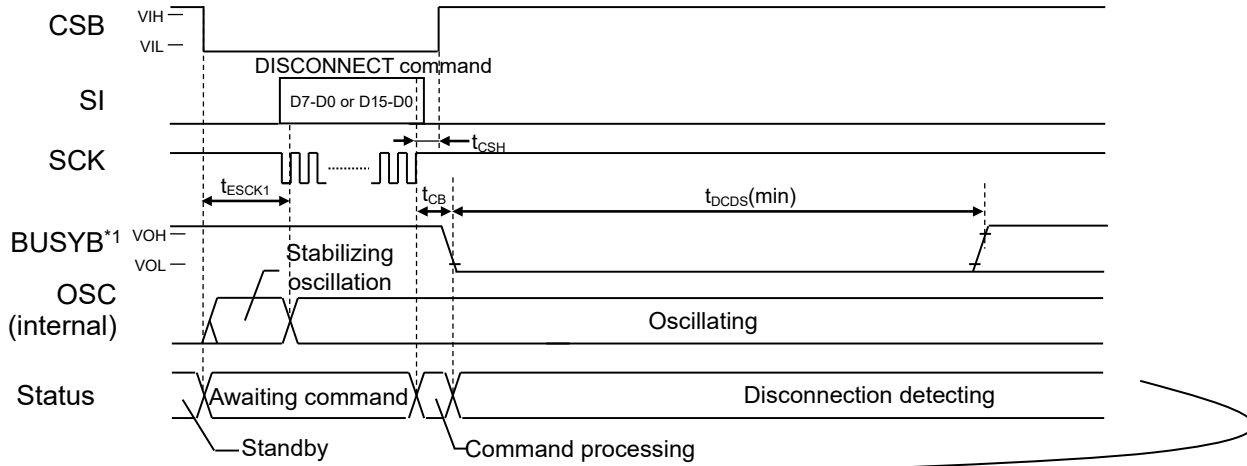 CSB
VIH
VIL
DISCONNECT command
SI
D7-D0 or D15-D0
tCSH
SCK
tESCK1
tCB
tDCDS(min)
BUSYB*1
VOH
VOL
Stabilizing
oscillation
OSC
(internal)
Oscillating
Status
Awaiting command
Disconnection detecting
Standby
Command processing